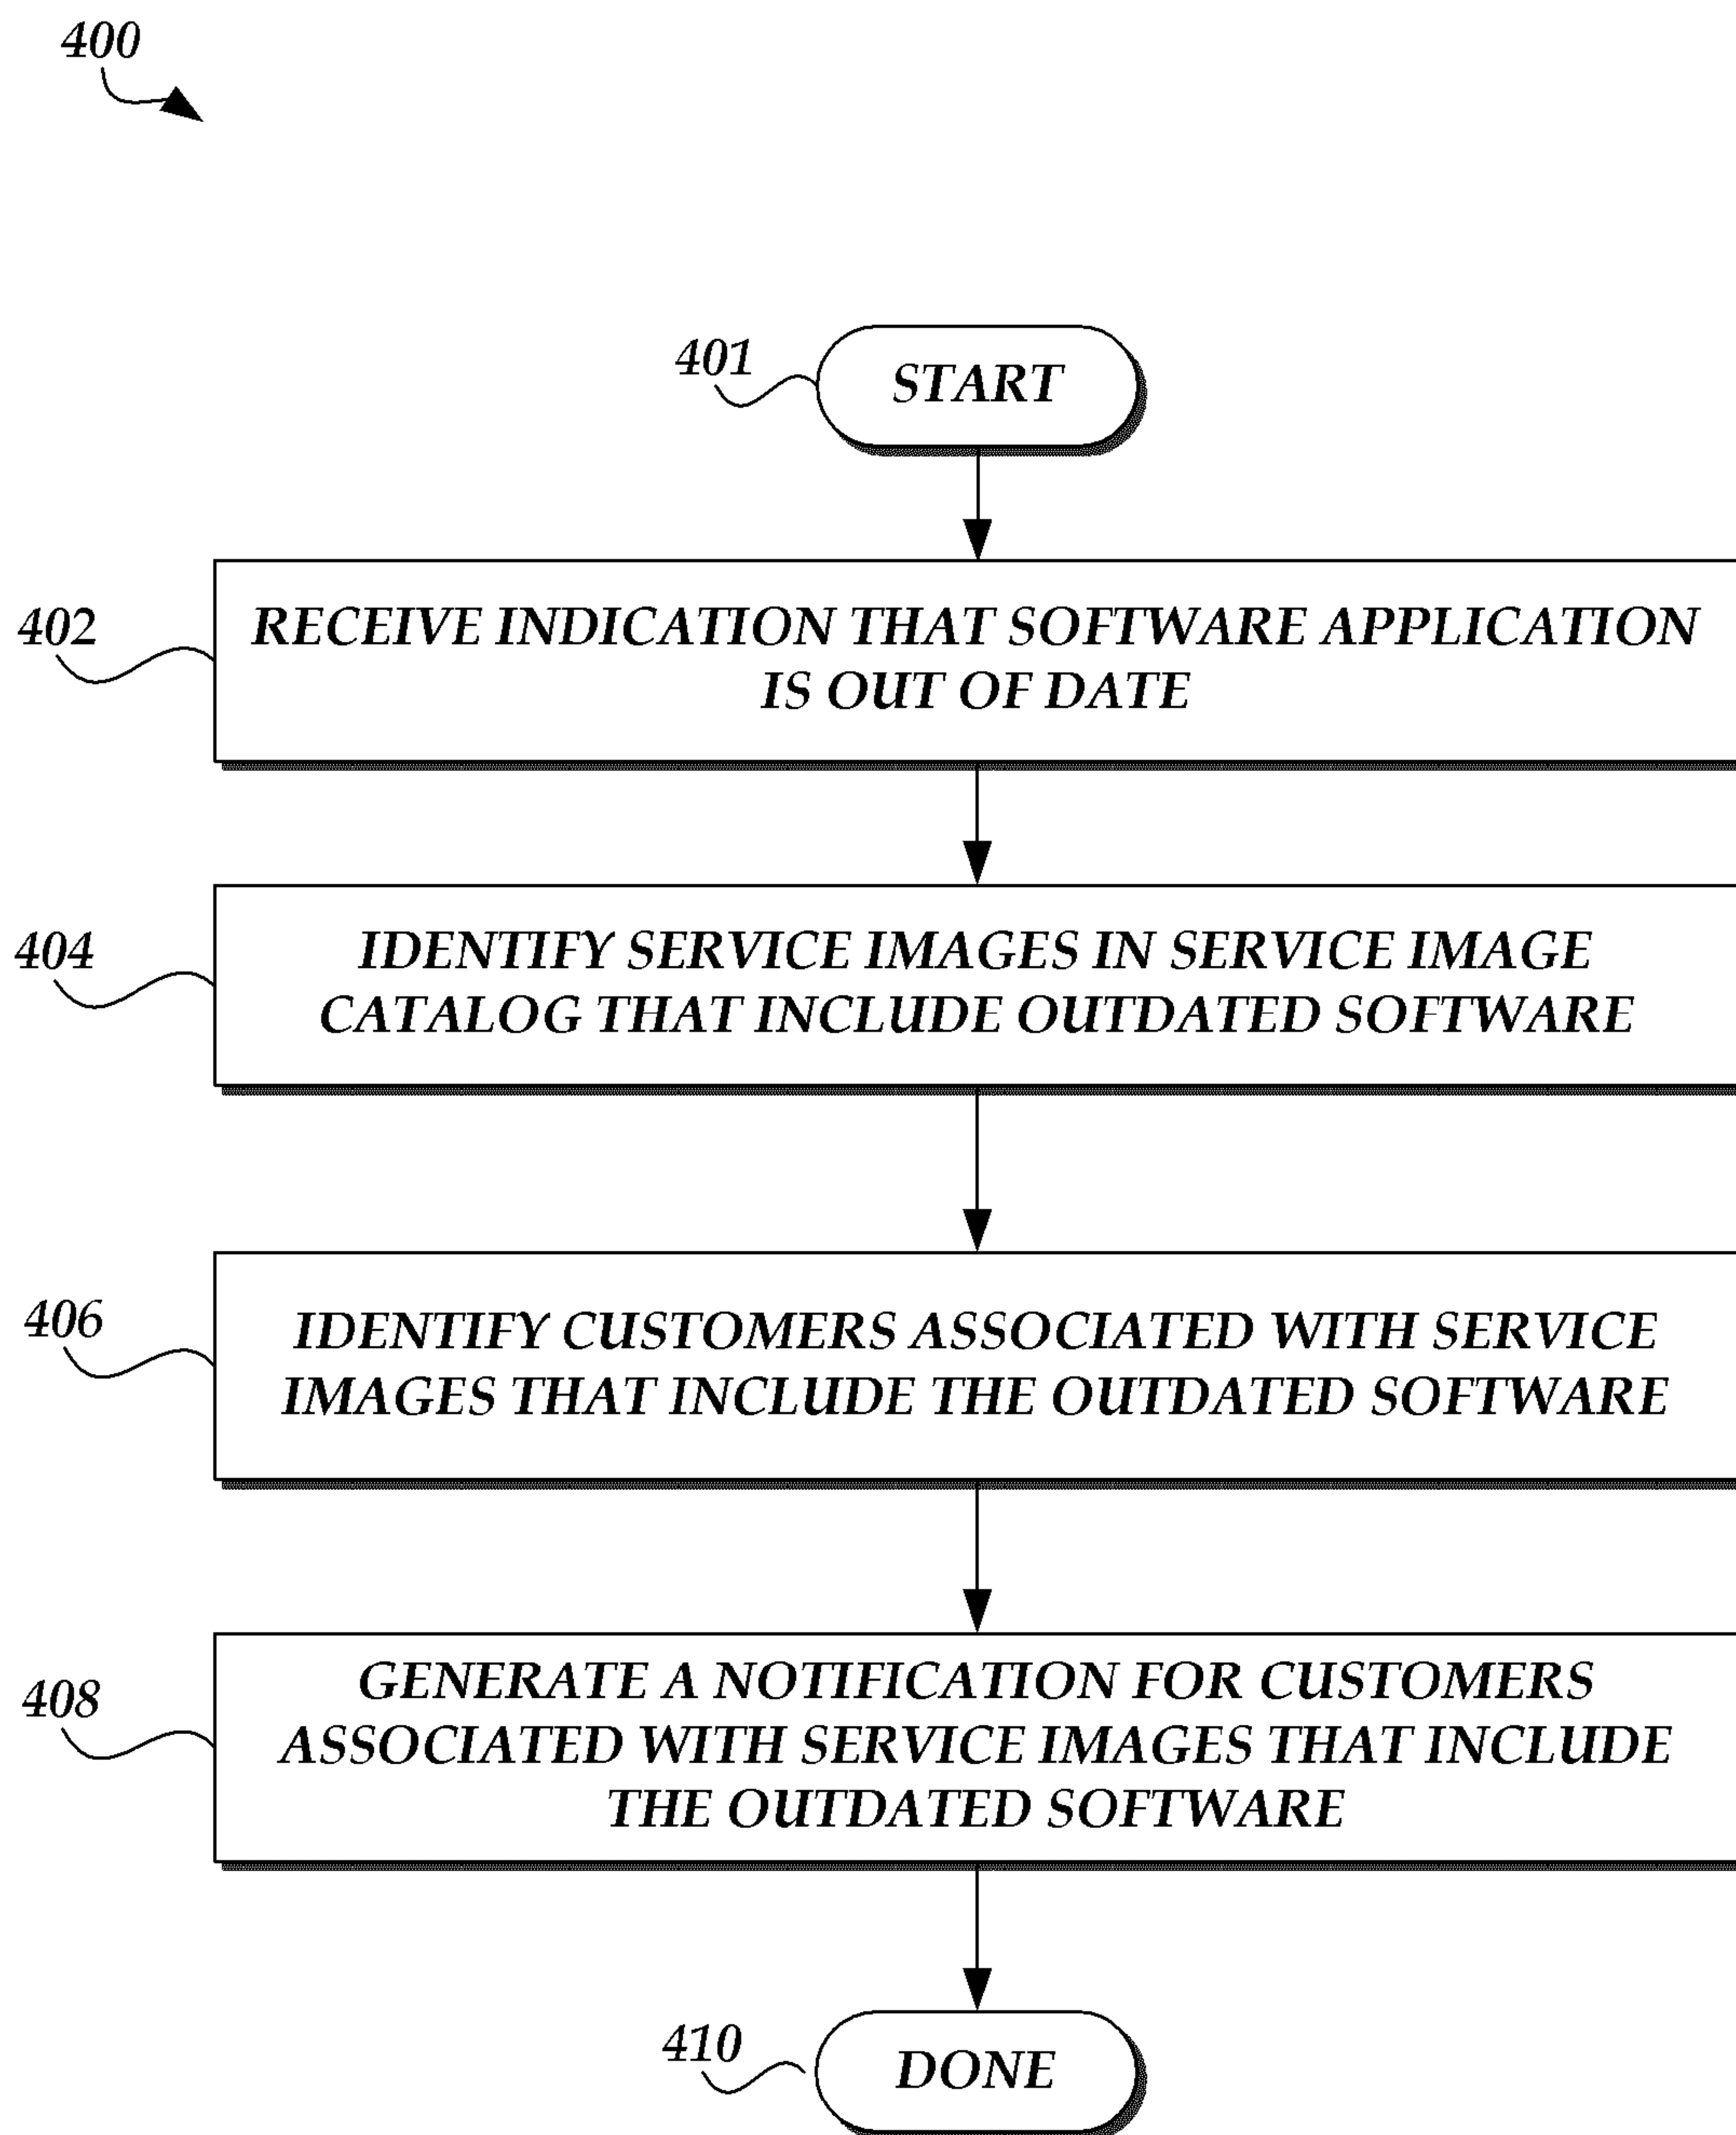 400
401
START
402
RECEIVE INDICATION THAT SOFTWARE APPLICATION
IS OUT OF DATE
404
IDENTIFY SERVICE IMAGES IN SERVICE IMAGE
CATALOG THAT INCLUDE OUTDATED SOFTWARE
406
IDENTIFY CUSTOMERS ASSOCIATED WITH SERVICE
IMAGES THAT INCLUDE THE OUTDATED SOFTWARE
408
GENERATE A NOTIFICATION FOR CUSTOMERS
ASSOCIATED WITH SERVICE IMAGES THAT INCLUDE
THE OUTDATED SOFTWARE
410
DONE